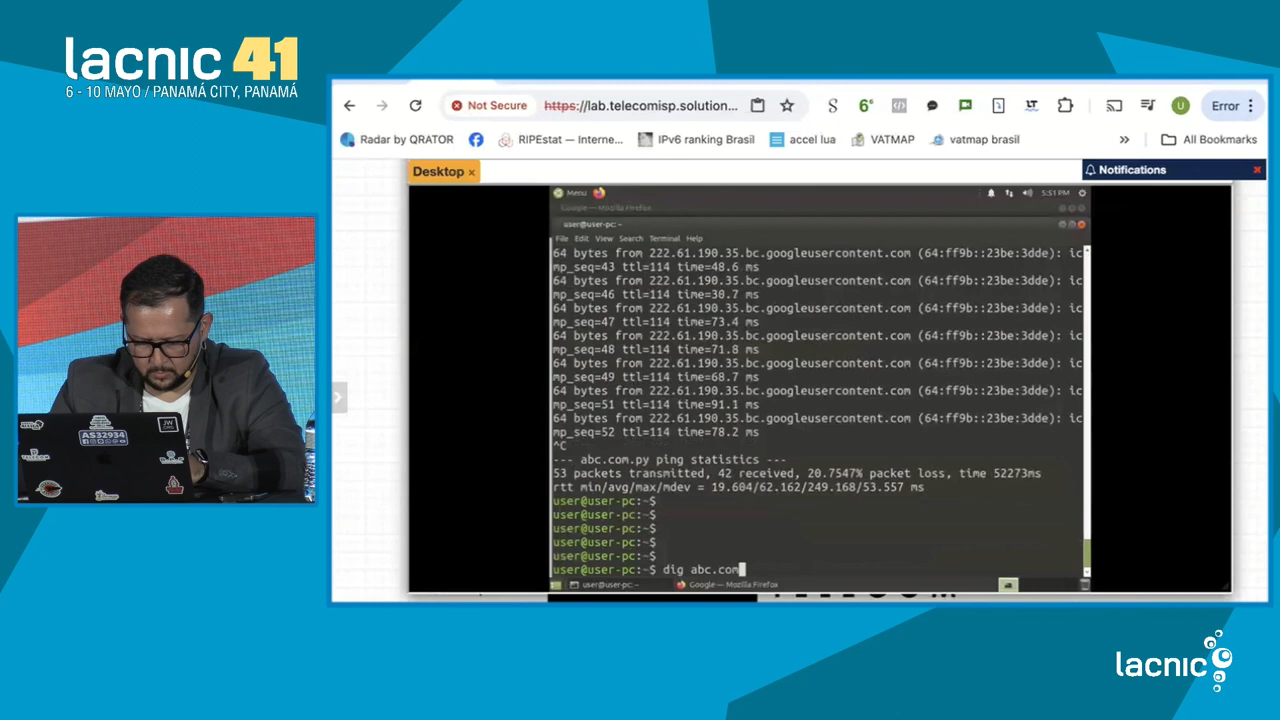 lacnic 41
6 - 10 MAYO / PANAMÁ CITY, PANAMÁ
Not Secure https://lab.telecomisp.solution... Error
Radar by QRATOR RIPEstat — Interne... IPv6 ranking Brasil accel lua VATMAP vatmap brasil » All Bookmarks
Desktop × Notifications
Menu 5:51 PM
Google — Mozilla Firefox
user@user-pc: ~
File Edit View Search Terminal Help
64 bytes from 222.61.190.35.bc.googleusercontent.com (64:ff9b::23be:3dde): ic
mp_seq=43 ttl=114 time=48.6 ms
64 bytes from 222.61.190.35.bc.googleusercontent.com (64:ff9b::23be:3dde): ic
mp_seq=46 ttl=114 time=30.7 ms
64 bytes from 222.61.190.35.bc.googleusercontent.com (64:ff9b::23be:3dde): ic
mp_seq=47 ttl=114 time=73.4 ms
64 bytes from 222.61.190.35.bc.googleusercontent.com (64:ff9b::23be:3dde): ic
mp_seq=48 ttl=114 time=71.8 ms
64 bytes from 222.61.190.35.bc.googleusercontent.com (64:ff9b::23be:3dde): ic
mp_seq=49 ttl=114 time=68.7 ms
64 bytes from 222.61.190.35.bc.googleusercontent.com (64:ff9b::23be:3dde): ic
mp_seq=51 ttl=114 time=91.1 ms
64 bytes from 222.61.190.35.bc.googleusercontent.com (64:ff9b::23be:3dde): ic
mp_seq=52 ttl=114 time=78.2 ms
^C
--- abc.com.py ping statistics ---
53 packets transmitted, 42 received, 20.7547% packet loss, time 52273ms
rtt min/avg/max/mdev = 19.604/62.162/249.168/53.557 ms
user@user-pc:~$
user@user-pc:~$
user@user-pc:~$
user@user-pc:~$
user@user-pc:~$
user@user-pc:~$ dig abc.com
user@user-pc: ~ Google — Mozilla Firefox
AS32934
JW
lacnic